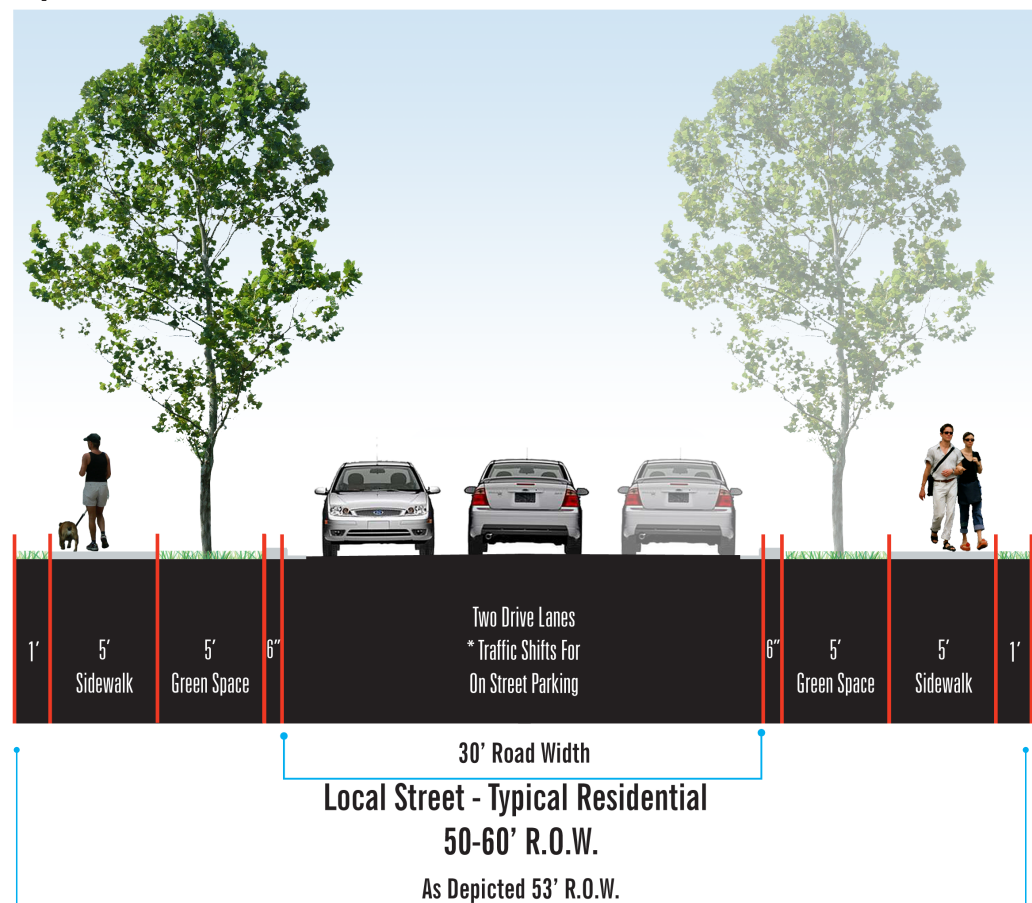 1'
5'
Sidewalk
5'
Green Space
6"
Two Drive Lanes
* Traffic Shifts For
On Street Parking
6"
5'
Green Space
5'
Sidewalk
1'
30' Road Width
Local Street - Typical Residential
50-60' R.O.W.
As Depicted 53' R.O.W.